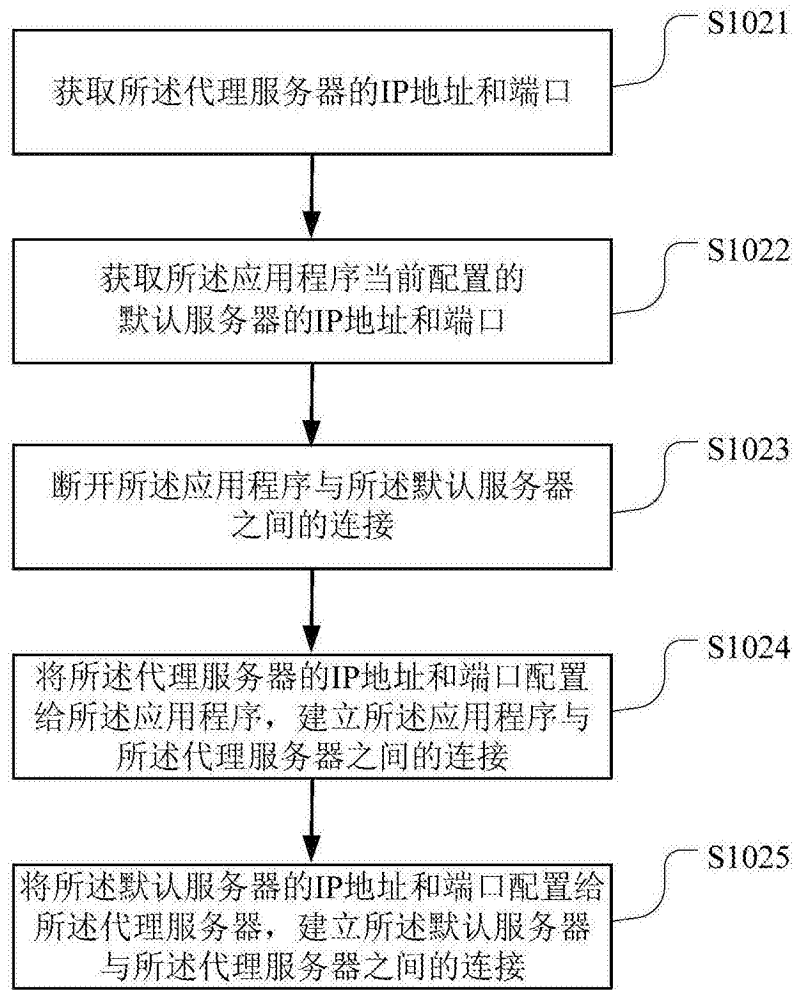 S1021
获取所述代理服务器的IP地址和端口
S1022
获取所述应用程序当前配置的
默认服务器的IP地址和端口
S1023
断开所述应用程序与所述默认服务器
之间的连接
S1024
将所述代理服务器的IP地址和端口配置
给所述应用程序，建立所述应用程序与
所述代理服务器之间的连接
S1025
将所述默认服务器的IP地址和端口配置给
所述代理服务器，建立所述默认服务器
与所述代理服务器之间的连接